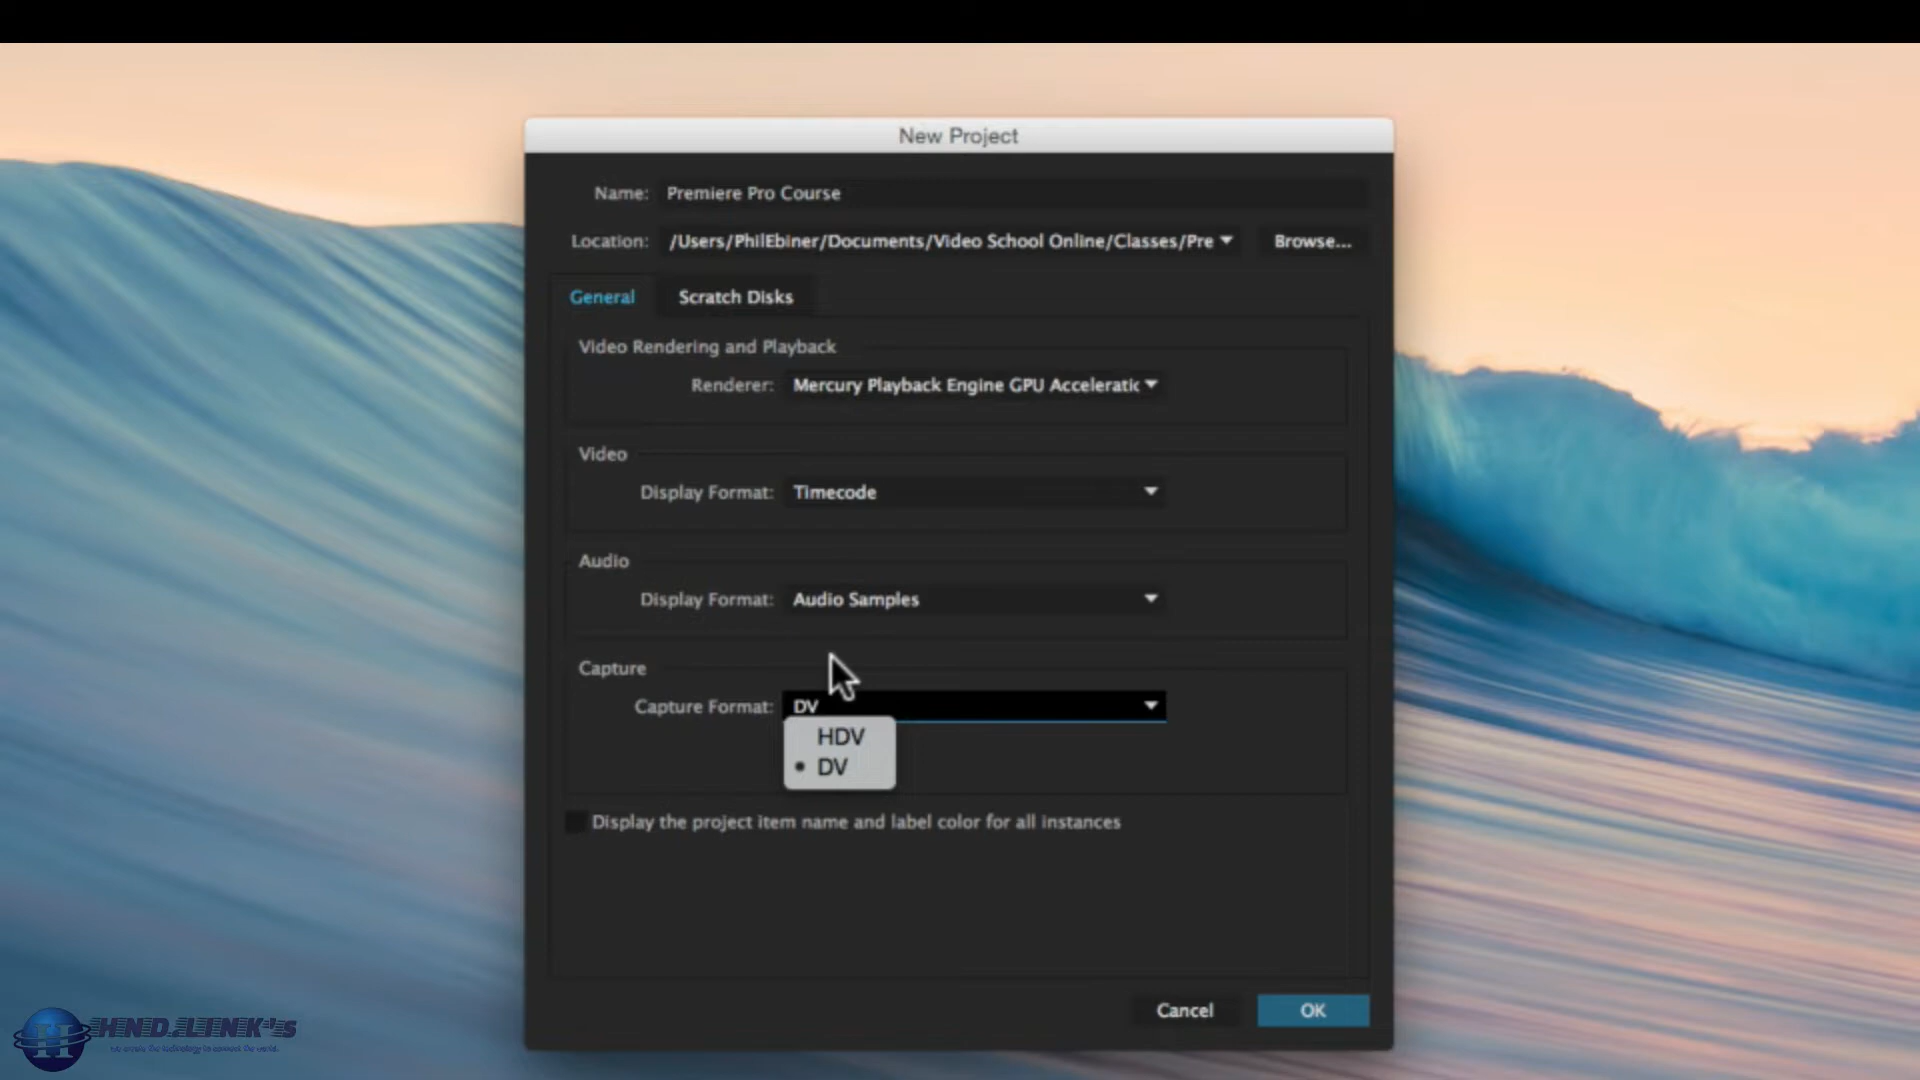 New Project
Name: Premiere Pro Course
Location: /Users/PhilEbiner/Documents/Video School Online/Classes/Pre Browse...
General Scratch Disks
Video Rendering and Playback
Renderer: Mercury Playback Engine GPU Acceleratic
Video
Display Format: Timecode
Audio
Display Format: Audio Samples
Capture
Capture Format: DV
HDV
DV
Display the project item name and label color for all instances
Cancel OK
H HND.LINK's